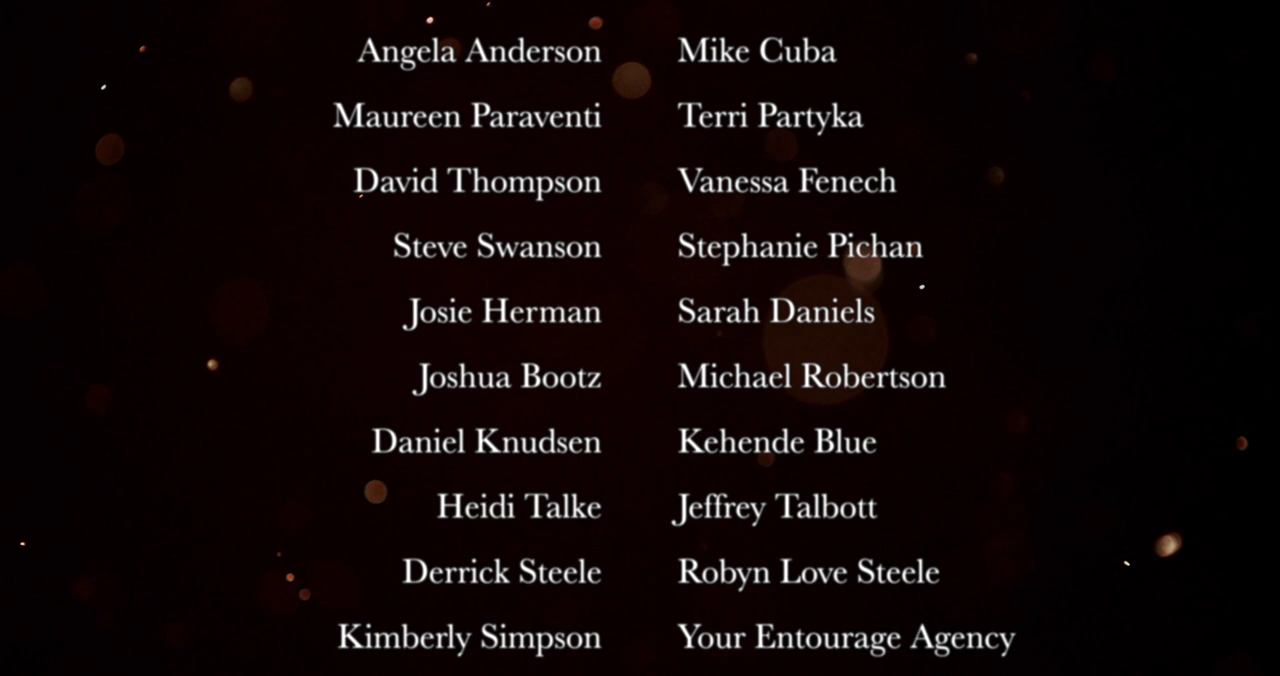 Angela Anderson Mike Cuba
Maureen Paraventi Terri Partyka
David Thompson Vanessa Fenech
Steve Swanson Stephanie Pichan
Josie Herman Sarah Daniels
Joshua Bootz Michael Robertson
Daniel Knudsen Kehende Blue
Heidi Talke Jeffrey Talbott
Derrick Steele Robyn Love Steele
Kimberly Simpson Your Entourage Agency